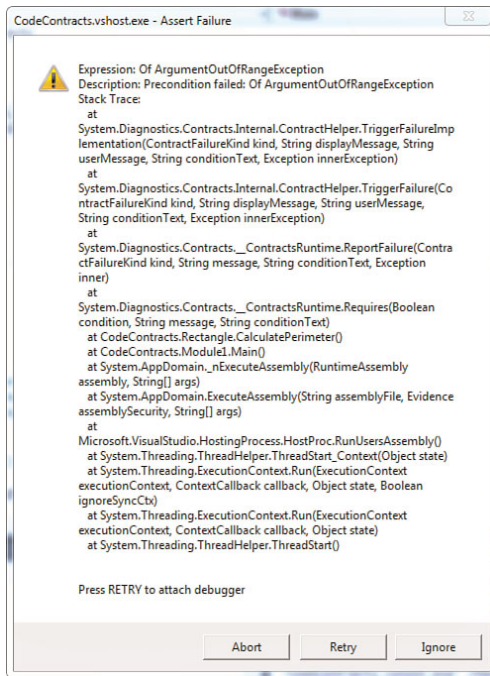 CodeContracts.vshost.exe - Assert Failure
Expression: Of ArgumentOutOfRangeException
Description: Precondition failed: Of ArgumentOutOfRangeException
Stack Trace:
at
System.Diagnostics.Contracts.Internal.ContractHelper.TriggerFailureImp
lementation(ContractFailureKind kind, String displayMessage, String
userMessage, String conditionText, Exception innerException)
at
System.Diagnostics.Contracts.Internal.ContractHelper.TriggerFailure(Co
ntractFailureKind kind, String displayMessage, String userMessage,
String conditionText, Exception innerException)
at
System.Diagnostics.Contracts.__ContractsRuntime.ReportFailure(Contra
ctFailureKind kind, String message, String conditionText, Exception
inner)
at
System.Diagnostics.Contracts.__ContractsRuntime.Requires(Boolean
condition, String message, String conditionText)
at CodeContracts.Rectangle.CalculatePerimeter()
at CodeContracts.Module1.Main()
at System.AppDomain._nExecuteAssembly(RuntimeAssembly
assembly, String[] args)
at System.AppDomain.ExecuteAssembly(String assemblyFile, Evidence
assemblySecurity, String[] args)
at
Microsoft.VisualStudio.HostingProcess.HostProc.RunUsersAssembly()
at System.Threading.ThreadHelper.ThreadStart_Context(Object state)
at System.Threading.ExecutionContext.Run(ExecutionContext
executionContext, ContextCallback callback, Object state, Boolean
ignoreSyncCtx)
at System.Threading.ExecutionContext.Run(ExecutionContext
executionContext, ContextCallback callback, Object state)
at System.Threading.ThreadHelper.ThreadStart()
Press RETRY to attach debugger
Abort
Retry
Ignore